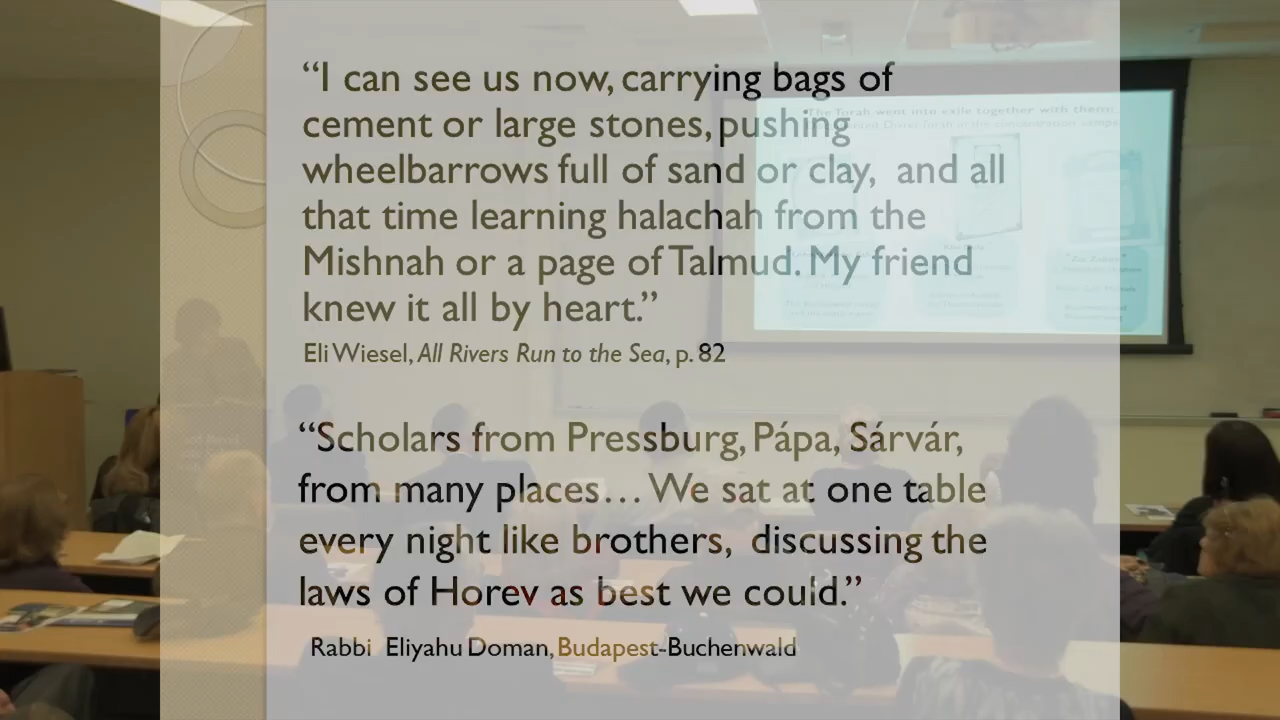 “I can see us now, carrying bags of
cement or large stones, pushing
wheelbarrows full of sand or clay, and all
that time learning halachah from the
Mishnah or a page of Talmud. My friend
knew it all by heart.”
Eli Wiesel, All Rivers Run to the Sea, p. 82
“Scholars from Pressburg, Pápa, Sárvár,
from many places… We sat at one table
every night like brothers, discussing the
laws of Horev as best we could.”
Rabbi Eliyahu Doman, Budapest-Buchenwald
The Torah went into exile together with them: